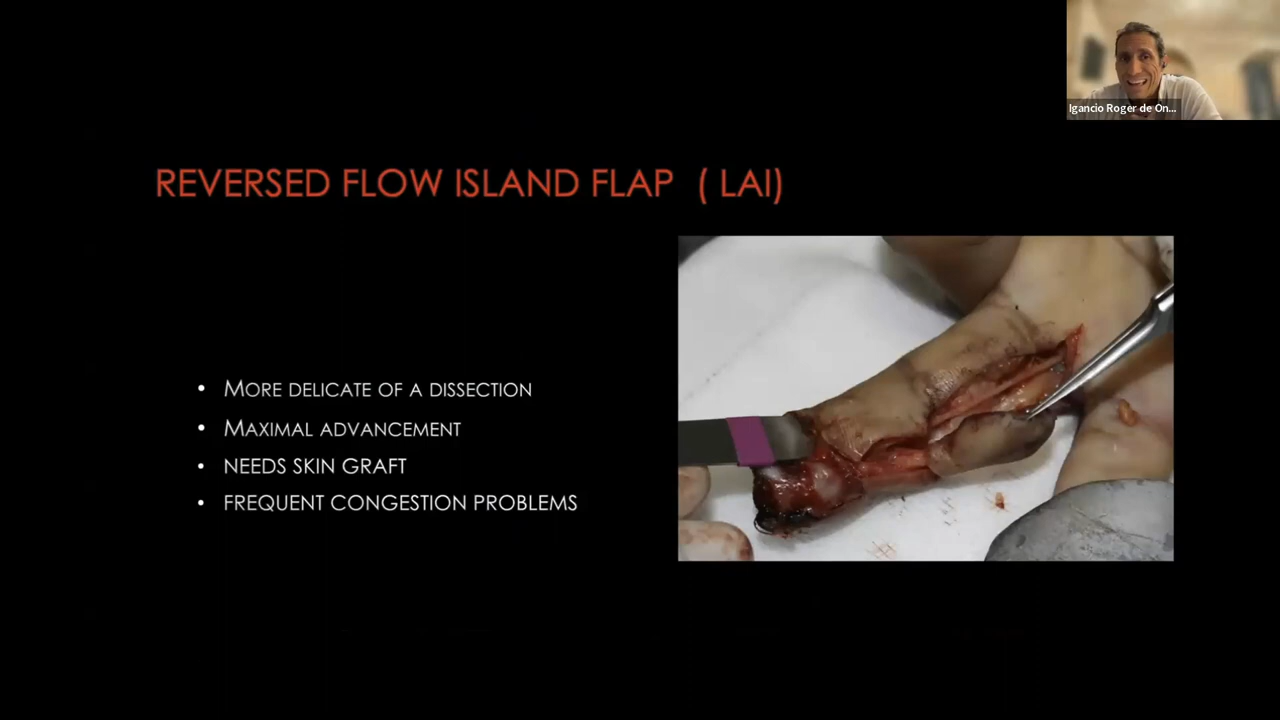 Igancio Roger de On...
REVERSED FLOW ISLAND FLAP ( LAI)
• MORE DELICATE OF A DISSECTION
• MAXIMAL ADVANCEMENT
• NEEDS SKIN GRAFT
• FREQUENT CONGESTION PROBLEMS